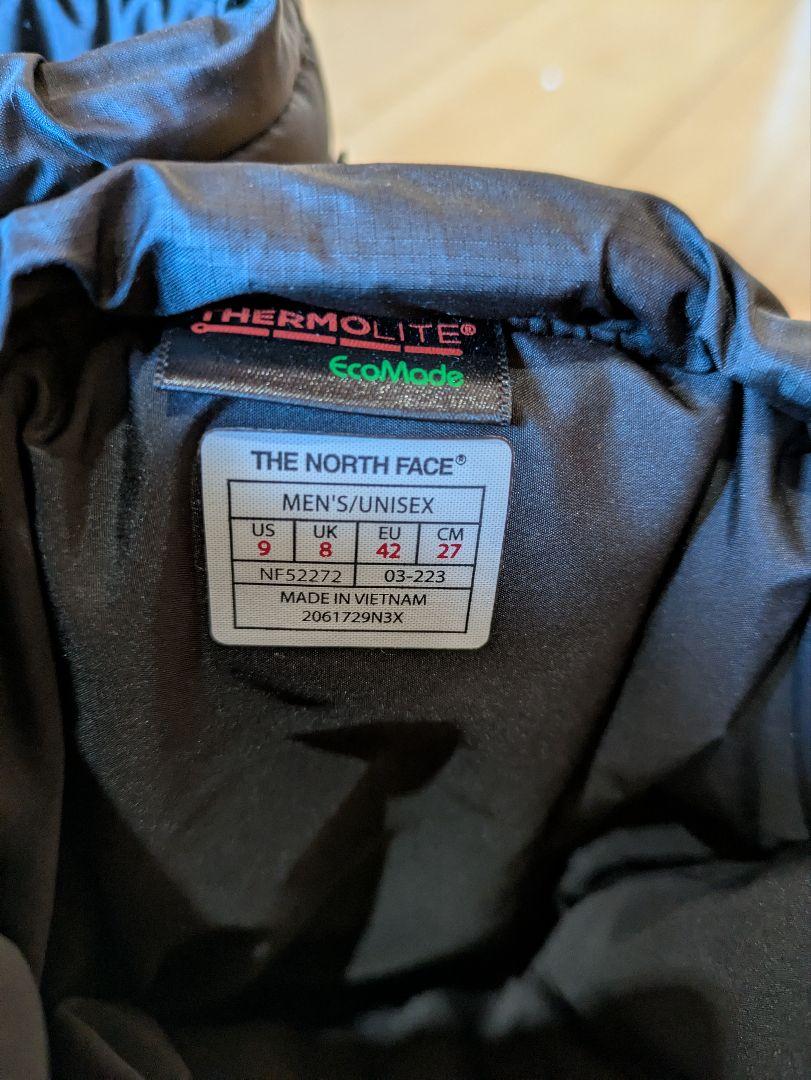 THERMOLITE®
EcoMade
THE NORTH FACE®
MEN'S/UNISEX
US UK EU CM
9 8 42 27
NF52272 03-223
MADE IN VIETNAM
2061729N3X